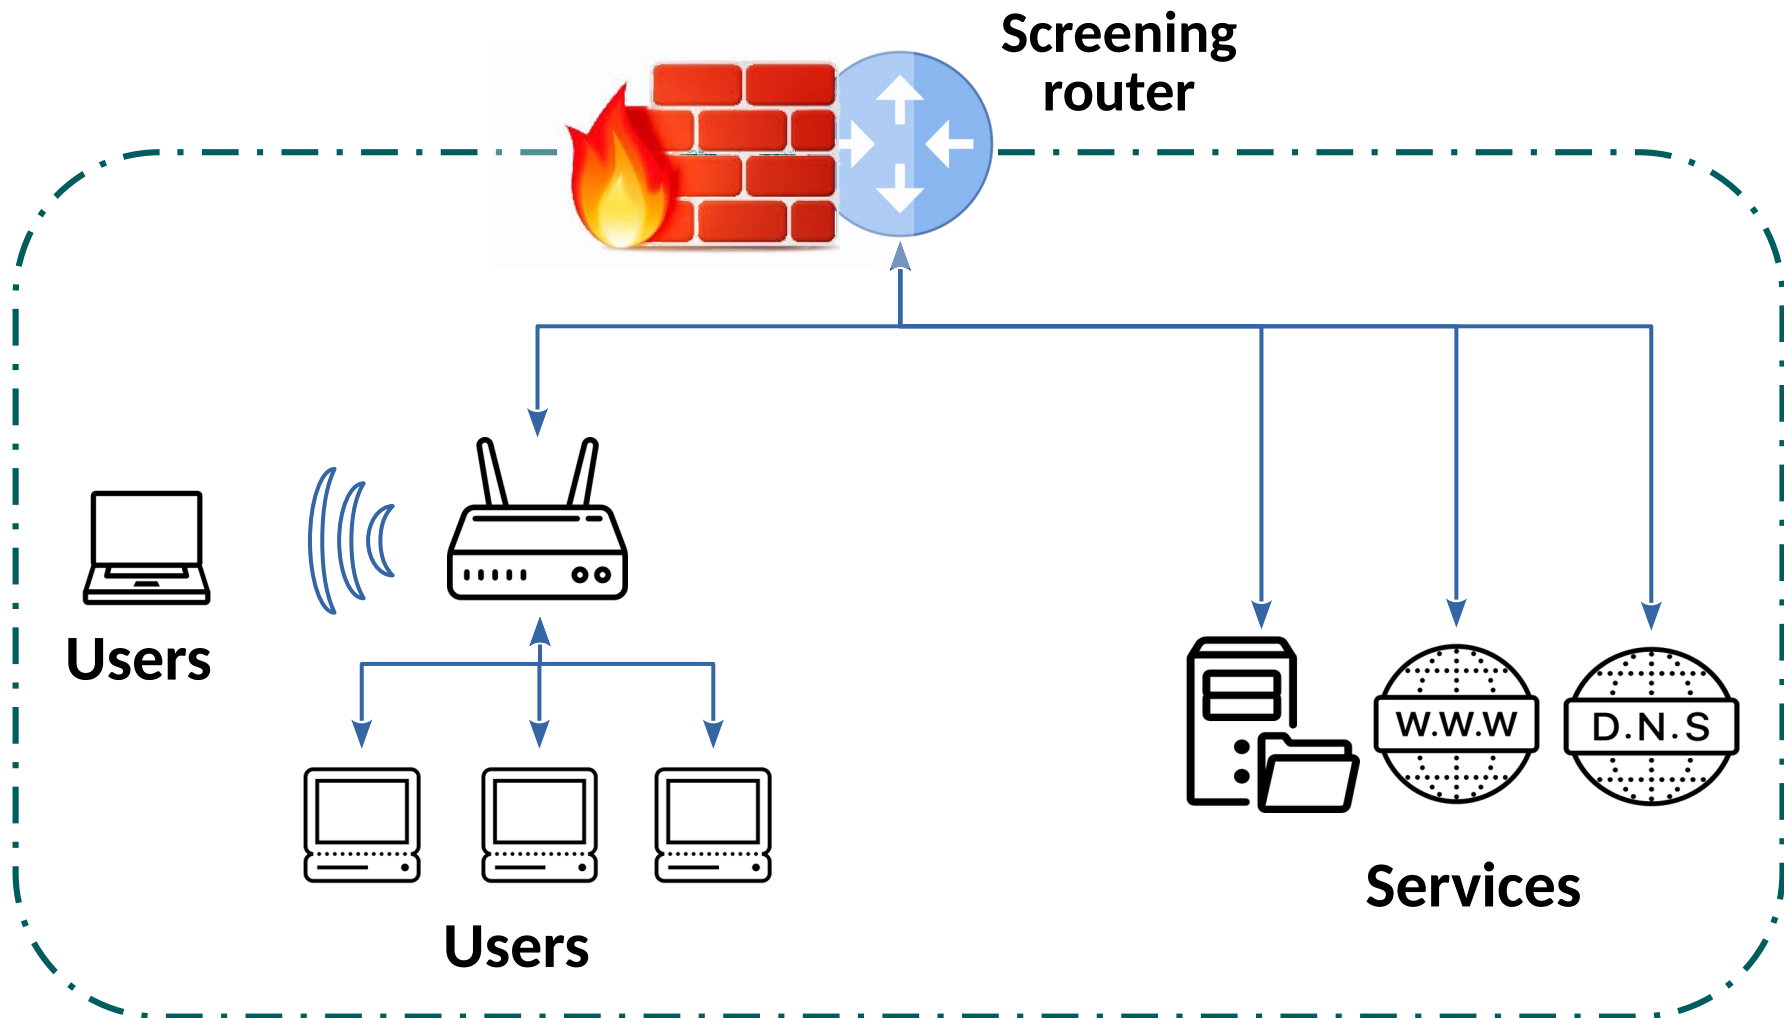 Screening
router
Users
W.W.W
D.N.S
Services
Users